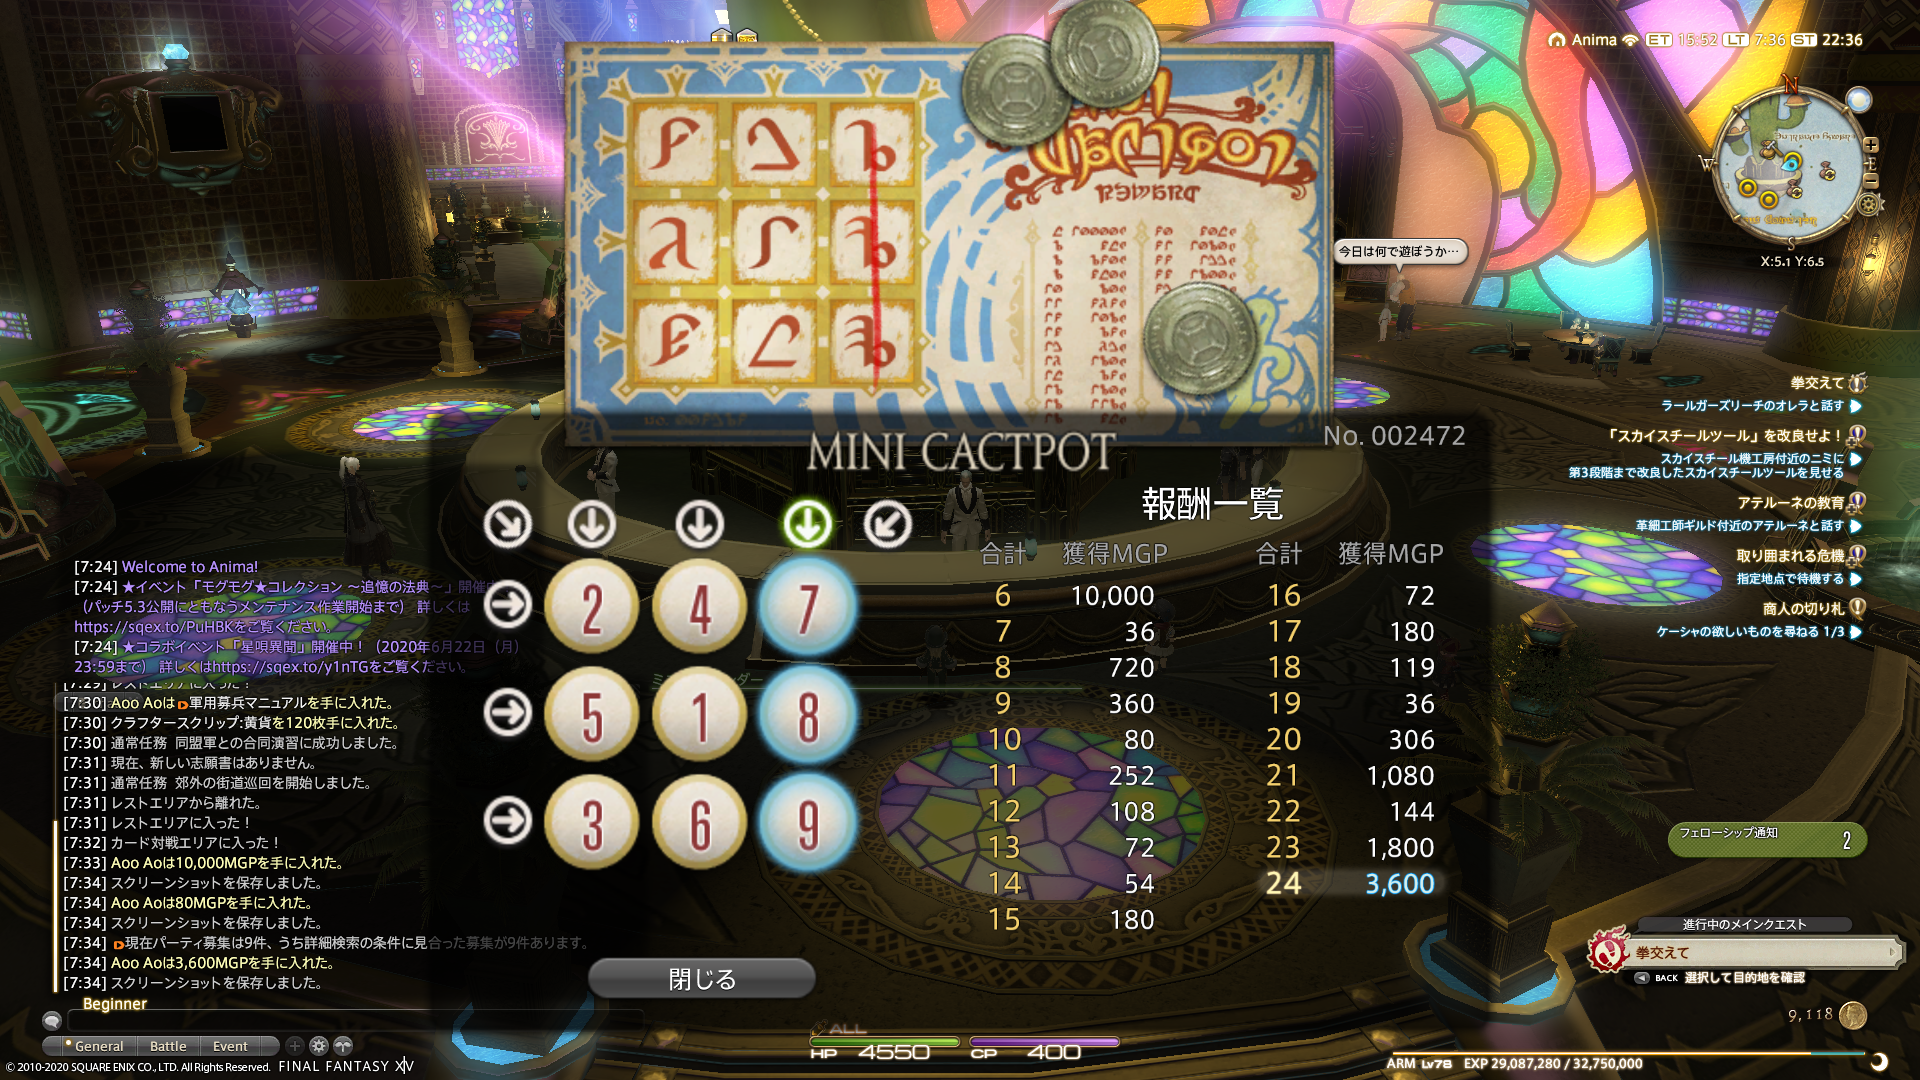 Anima ET 15:52 LT 7:36 ST 22:36
N
W
E
S
X:5.1 Y:6.5
今日は何で遊ぼうか…
No. 002472
MINI CACTPOT
報酬一覧
合計 獲得MGP 合計 獲得MGP
2 4 7
5 1 8
3 6 9
6 10,000 16 72
7 36 17 180
8 720 18 119
9 360 19 36
10 80 20 306
11 252 21 1,080
12 108 22 144
13 72 23 1,800
14 54 24 3,600
15 180
閉じる
[7:24] Welcome to Anima!
[7:24] ★イベント「モグモグ★コレクション ～追憶の法典～」開催中
（パッチ5.3公開にともなうメンテナンス作業開始まで） 詳しくは
https://sqex.to/PuHBKをご覧ください。
[7:24] ★コラボイベント「星唄異聞」開催中！（2020年6月22日（月）
23:59まで） 詳しくはhttps://sqex.to/y1nTGをご覧ください。
[7:29] レストエリアに入った！
[7:30] Aoo Aoは軍用募兵マニュアルを手に入れた。
[7:30] クラフタースクリップ:黄貨を120枚手に入れた。
[7:30] 通常任務 同盟軍との合同演習に成功しました。
[7:31] 現在、新しい志願書はありません。
[7:31] 通常任務 郊外の街道巡回を開始しました。
[7:31] レストエリアから離れた。
[7:31] レストエリアに入った！
[7:32] カード対戦エリアに入った！
[7:33] Aoo Aoは10,000MGPを手に入れた。
[7:34] スクリーンショットを保存しました。
[7:34] Aoo Aoは80MGPを手に入れた。
[7:34] スクリーンショットを保存しました。
[7:34] 現在パーティ募集は9件、うち詳細検索の条件に見合った募集が9件あります。
[7:34] Aoo Aoは3,600MGPを手に入れた。
[7:34] スクリーンショットを保存しました。
Beginner
General Battle Event
© 2010-2020 SQUARE ENIX CO., LTD. All Rights Reserved. FINAL FANTASY XIV
ALL
HP 4550 CP 400
拳交えて
ラールガーズリーチのオレラと話す
「スカイスチールツール」を改良せよ！
スカイスチール機工房付近のニミに
第3段階まで改良したスカイスチールツールを見せる
アテルーネの教育
革細工師ギルド付近のアテルーネと話す
取り囲まれる危機
指定地点で待機する
商人の切り札
ケーシャの欲しいものを尋ねる 1/3
フェローシップ通知 2
進行中のメインクエスト
拳交えて
BACK 選択して目的地を確認
9,118
ARM Lv78 EXP 29,087,280 / 32,750,000